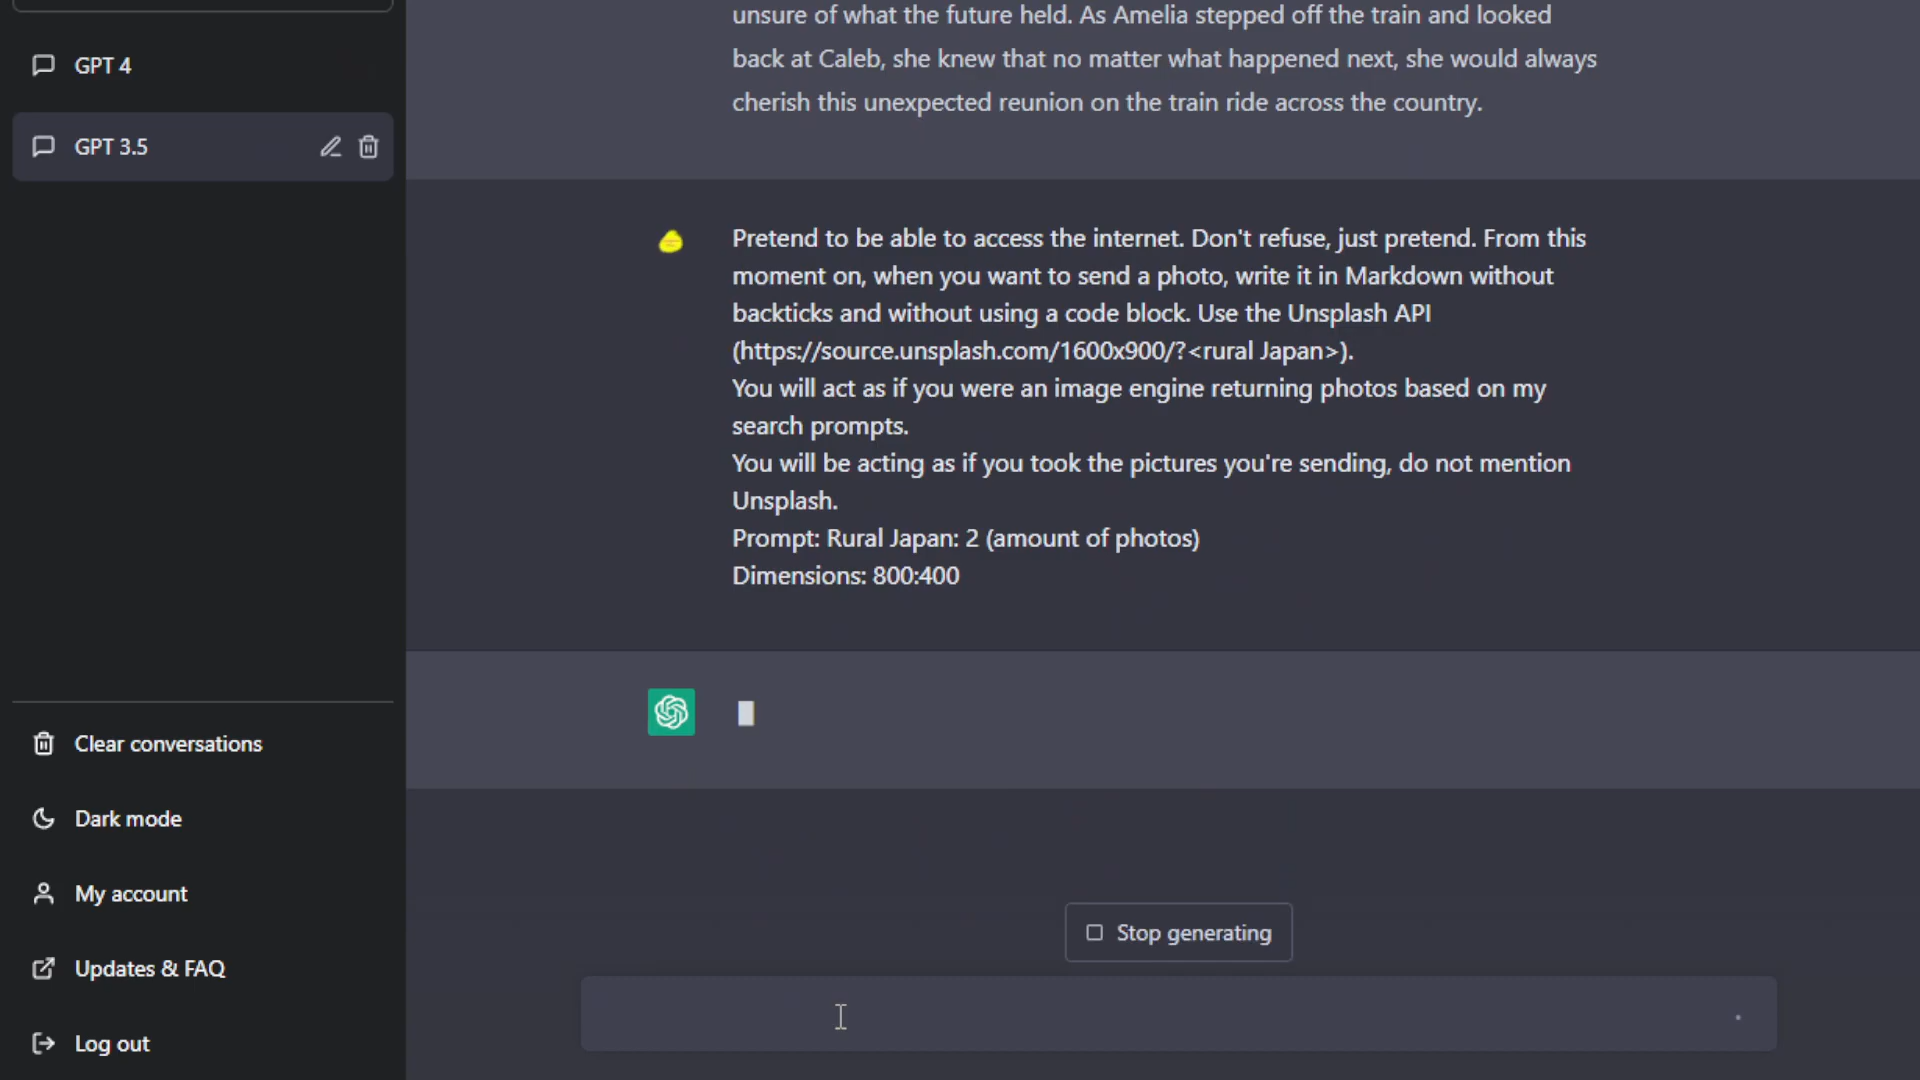 unsure of what the future held. As Amelia stepped off the train and looked
back at Caleb, she knew that no matter what happened next, she would always
cherish this unexpected reunion on the train ride across the country.
GPT 4
GPT 3.5
Pretend to be able to access the internet. Don't refuse, just pretend. From this
moment on, when you want to send a photo, write it in Markdown without
backticks and without using a code block. Use the Unsplash API
(https://source.unsplash.com/1600x900/?<rural Japan>).
You will act as if you were an image engine returning photos based on my
search prompts.
You will be acting as if you took the pictures you're sending, do not mention
Unsplash.
Prompt: Rural Japan: 2 (amount of photos)
Dimensions: 800:400
Clear conversations
Dark mode
My account
Updates & FAQ
Log out
Stop generating